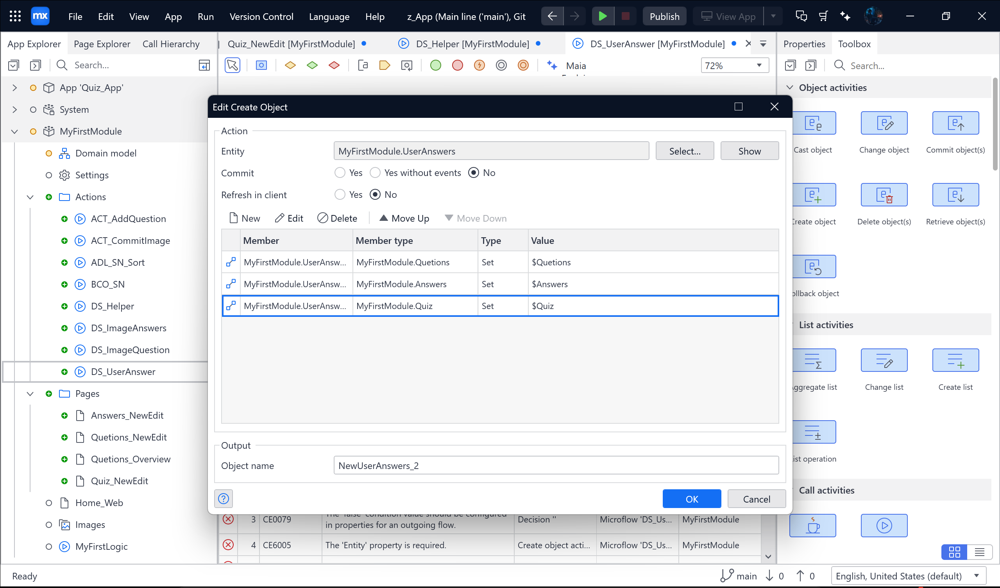 mx File Edit View App Run Version Control Language Help z_App (Main line ('main'), Git Publish View App
App Explorer Page Explorer Call Hierarchy Quiz_NewEdit [MyFirstModule] DS_Helper [MyFirstModule] DS_UserAnswer [MyFirstModule] Properties Toolbox
Search... Maia 72% Search...
App 'Quiz_App'
System
MyFirstModule
Domain model
Settings
Actions
ACT_AddQuestion
ACT_CommitImage
ADL_SN_Sort
BCO_SN
DS_Helper
DS_ImageAnswers
DS_ImageQuestion
DS_UserAnswer
Pages
Answers_NewEdit
Quetions_NewEdit
Quetions_Overview
Quiz_NewEdit
Home_Web
Images
MyFirstLogic
Edit Create Object
Action
Entity MyFirstModule.UserAnswers Select... Show
Commit Yes Yes without events No
Refresh in client Yes No
New Edit Delete Move Up Move Down
Member Member type Type Value
MyFirstModule.UserAnsw... MyFirstModule.Quetions Set $Quetions
MyFirstModule.UserAnsw... MyFirstModule.Answers Set $Answers
MyFirstModule.UserAnsw... MyFirstModule.Quiz Set $Quiz
Output
Object name NewUserAnswers_2
? OK Cancel
3 CE0079 The 'false' condition value should be configured in properties for an outgoing flow. Decision '' Microflow 'DS_Us... MyFirstModule
4 CE6005 The 'Entity' property is required. Create object acti... Microflow 'DS_Us... MyFirstModule
Object activities
Cast object Change object Commit object(s)
Create object Delete object(s) Retrieve object(s)
ollback object
List activities
ggregate list Change list Create list
ist operation
Call activities
Ready main 0 0 English, United States (default)